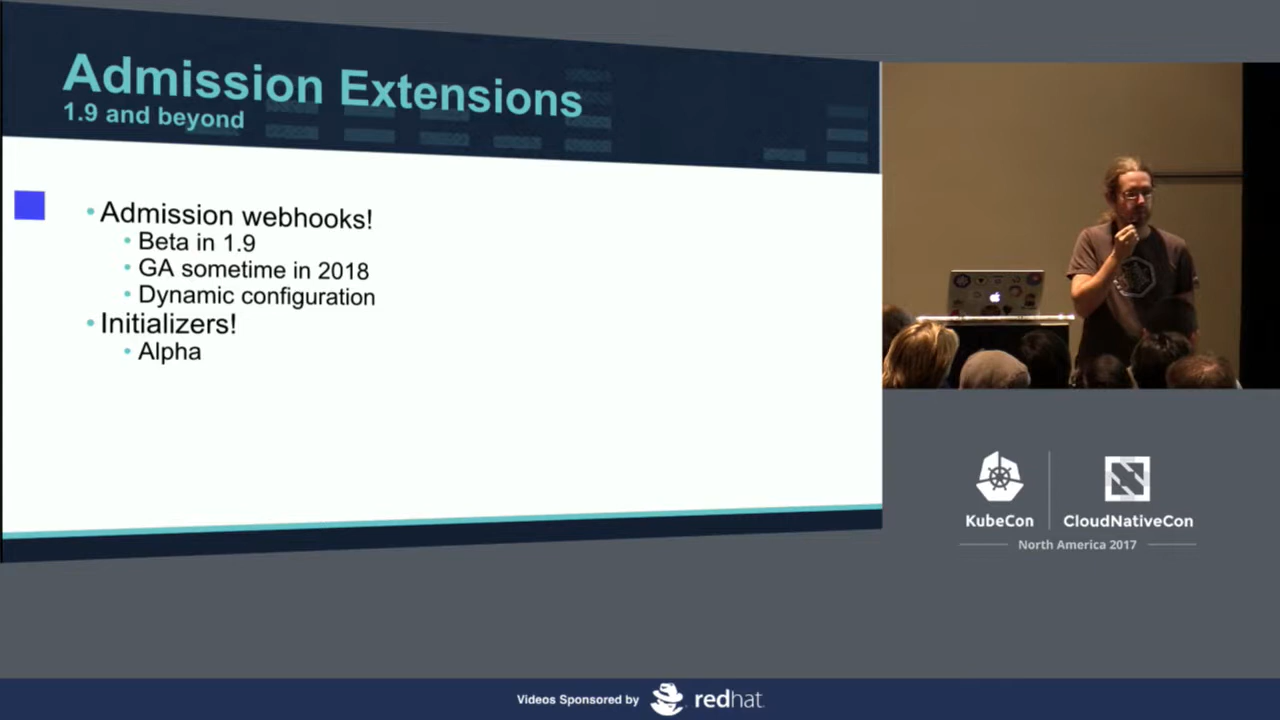 Admission Extensions
1.9 and beyond
• Admission webhooks!
• Beta in 1.9
• GA sometime in 2018
• Dynamic configuration
• Initializers!
• Alpha
KubeCon
CloudNativeCon
North America 2017
Videos Sponsored by
redhat.